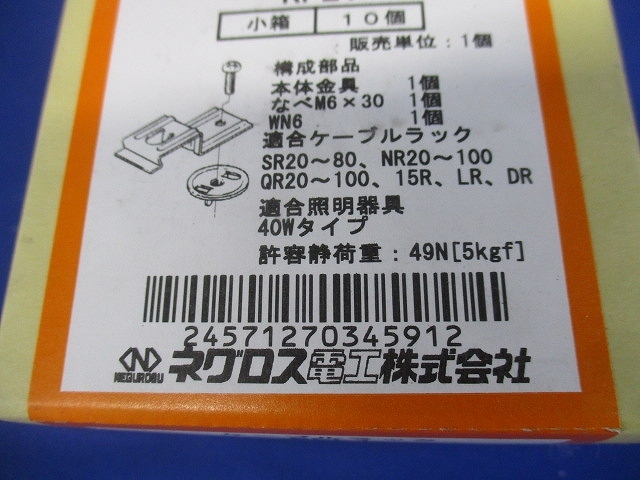 小箱 10個
販売単位：1個
構成部品
本体金具 1個
なべM6×30 1個
WN6 1個
適合ケーブルラック
SR20～80、NR20～100
QR20～100、15R、LR、DR
適合照明器具
40Wタイプ
許容静荷重：49N[5kgf]
24571270345912
NEGUROSU
ネグロス電工株式会社